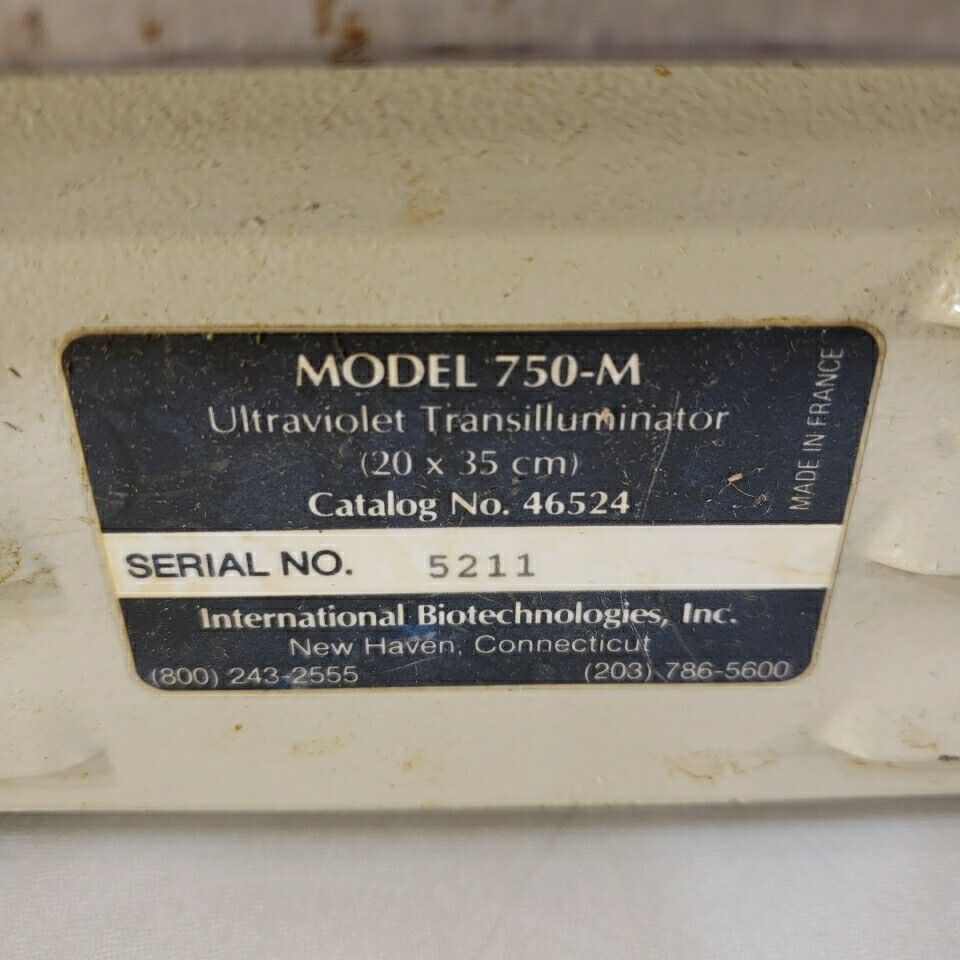 MODEL 750-M
Ultraviolet Transilluminator
(20 x 35 cm)
Catalog No. 46524
MADE IN FRANCE
SERIAL NO. 5211
International Biotechnologies, Inc.
New Haven, Connecticut
(800) 243-2555 (203) 786-5600